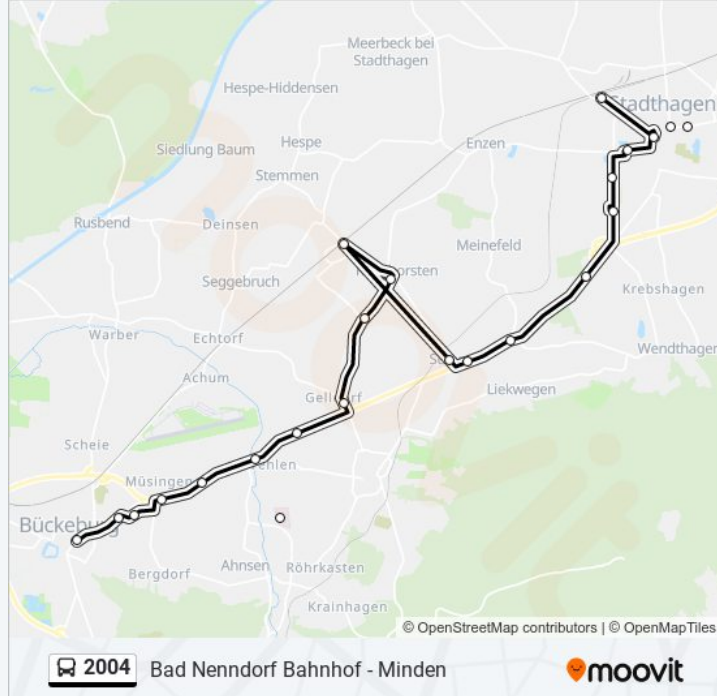 Meerbeck bei
Stadthagen
Hespe-Hiddensen
Stadthagen
Hespe
Enzen
Siedlung Baum
Stemmen
Rusbend
Deinsen
Meinefeld
Seggebruch
Krebshagen
Warber
Echtorf
Wendthagen
Achum
Liekwegen
Gelldorf
Scheie
Müsingen
Bückeburg
Ahnsen
Röhrkasten
Bergdorf
Krainhagen
© OpenStreetMap contributors | © OpenMapTiles
2004 Bad Nenndorf Bahnhof - Minden
moovit